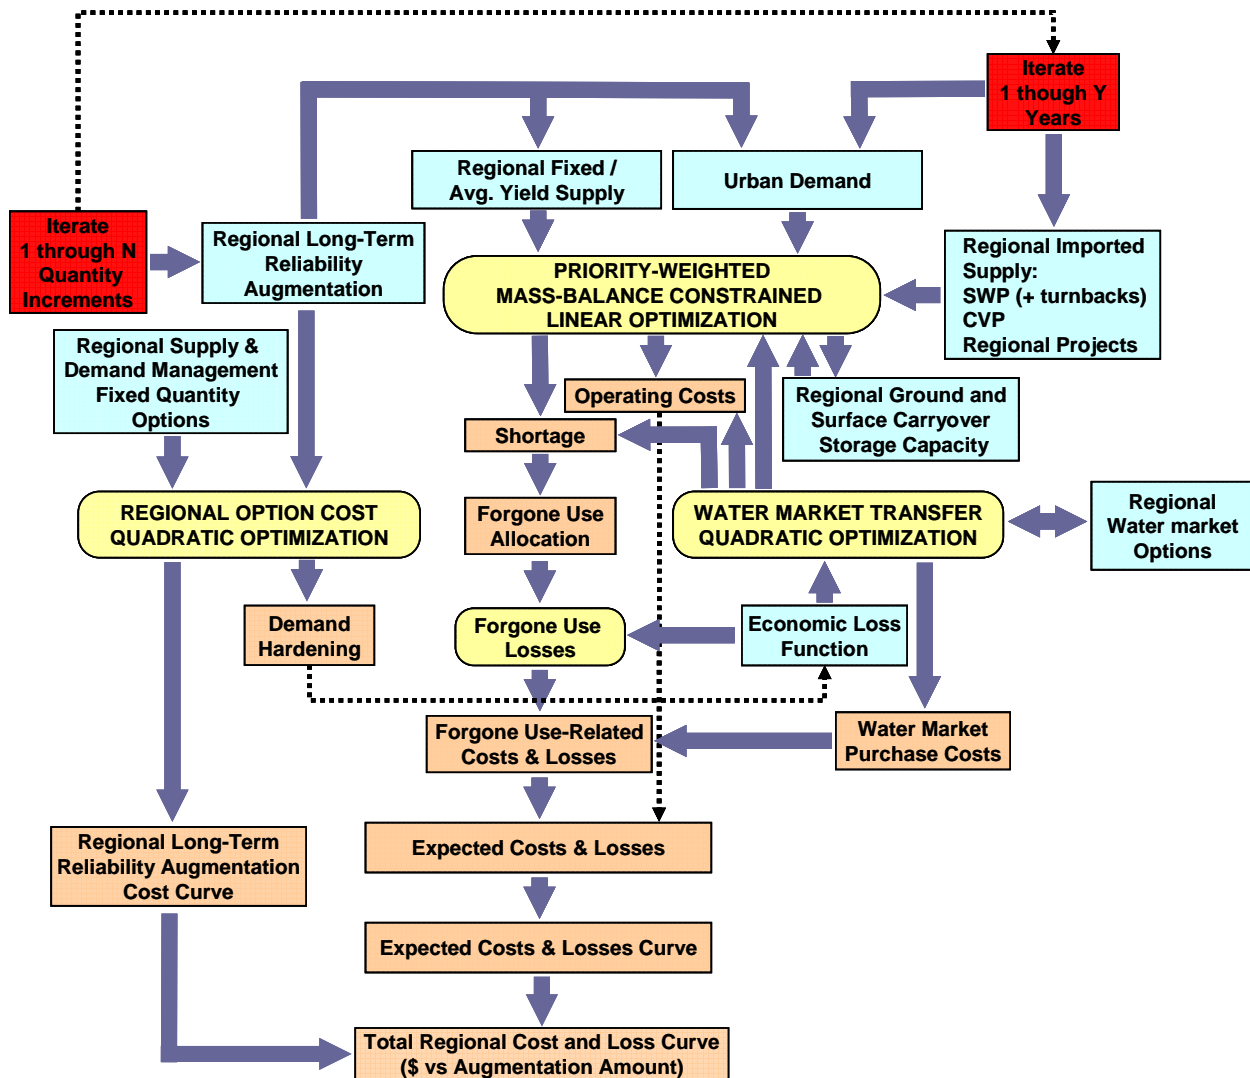 Iterate
1 though Y
Years
Regional Fixed /
Avg. Yield Supply
Urban Demand
Iterate
1 through N
Quantity
Increments
Regional Long-Term
Reliability
Augmentation
PRIORITY-WEIGHTED
MASS-BALANCE CONSTRAINED
LINEAR OPTIMIZATION
Regional Imported
Supply:
SWP (+ turnbacks)
CVP
Regional Projects
Regional Supply &
Demand Management
Fixed Quantity
Options
Operating Costs
Regional Ground and
Surface Carryover
Storage Capacity
Shortage
REGIONAL OPTION COST
QUADRATIC OPTIMIZATION
Forgone Use
Allocation
WATER MARKET TRANSFER
QUADRATIC OPTIMIZATION
Regional
Water market
Options
Demand
Hardening
Forgone Use
Losses
Economic Loss
Function
Forgone Use-Related
Costs & Losses
Water Market
Purchase Costs
Regional Long-Term
Reliability Augmentation
Cost Curve
Expected Costs & Losses
Expected Costs & Losses Curve
Total Regional Cost and Loss Curve
($ vs Augmentation Amount)